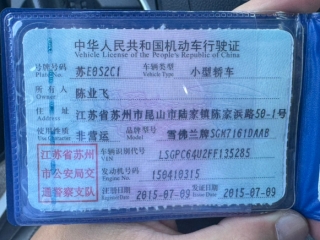 中华人民共和国机动车行驶证
Vehicle License of the People's Republic of China
号牌号码 苏E0S2C1 车辆类型 小型轿车
Plate No. Vehicle Type
所有人 陈业飞
Owner
住址 江苏省苏州市昆山市陆家镇陈家浜路50-1号
Address
使用性质 非营运 品牌型号 雪佛兰牌SGM7161DAAB
Use Character Model
江苏省苏州
市公安局交
通警察支队
车辆识别代号 LSGPC64U2FF135285
VIN
发动机号码 150410315
Engine No.
注册日期 2015-07-09 发证日期 2015-07-09
Register Date Issue Date